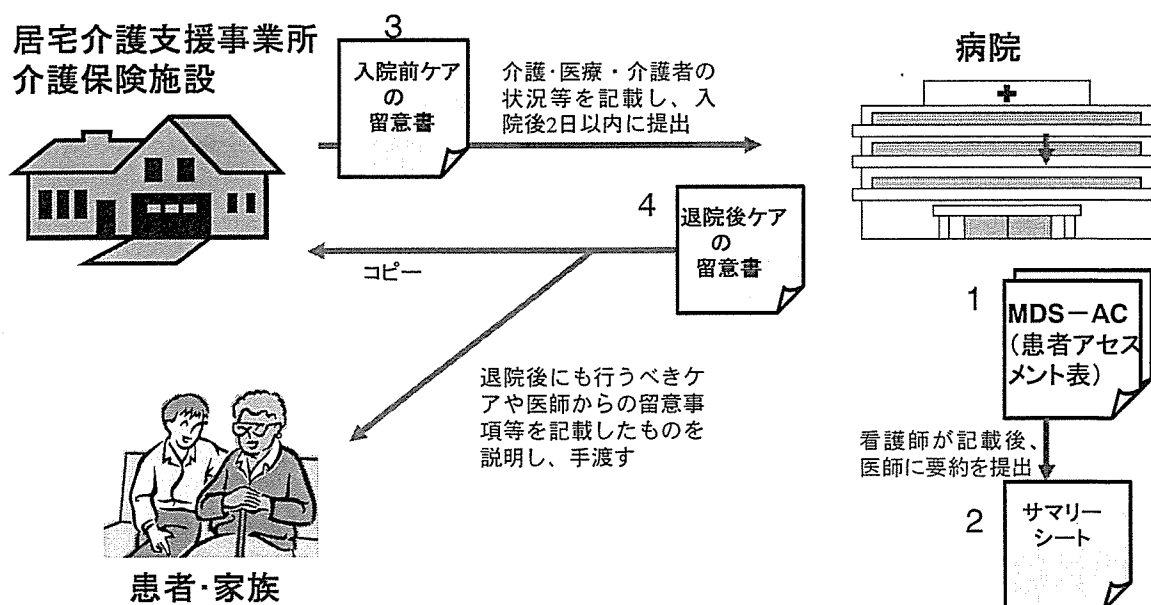 居宅介護支援事業所
介護保険施設
3
入院前ケア
の
留意書
介護・医療・介護者の
状況等を記載し、入
院後2日以内に提出
病院
4
退院後ケア
の
留意書
コピー
1
MDS－AC
（患者アセス
メント表）
退院後にも行うべきケ
アや医師からの留意事
項等を記載したものを
説明し、手渡す
看護師が記載後、
医師に要約を提出
2
サマリー
シート
患者・家族